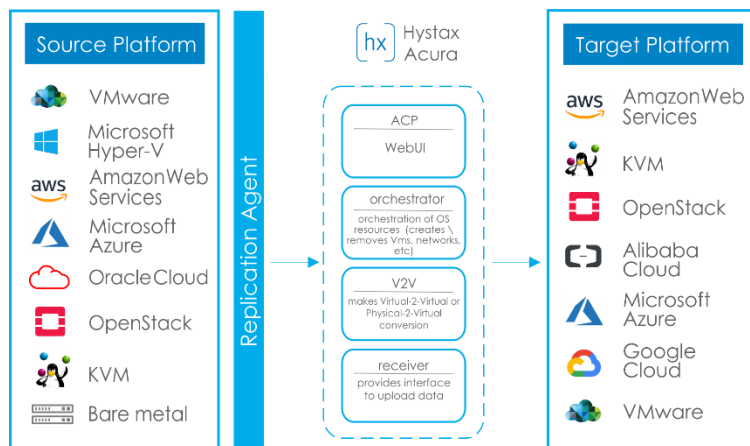 Source Platform
VMware
Microsoft
Hyper-V
aws
AmazonWeb
Services
Microsoft
Azure
OracleCloud
OpenStack
KVM
Bare metal
Replication Agent
hx
Hystax
Acura
ACP
WebUI
orchestrator
orchestration of OS
resources (creates \
removes Vms, networks,
etc)
V2V
makes Virtual-2-Virtual or
Physical-2-Virtual
conversion
receiver
provides interface
to upload data
Target Platform
aws
AmazonWeb
Services
KVM
OpenStack
Alibaba
Cloud
Microsoft
Azure
Google
Cloud
VMware